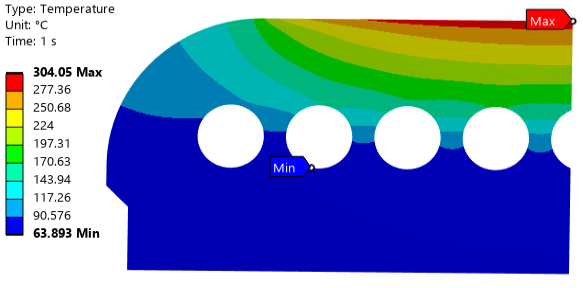 Type: Temperature
Unit: °C
Time: 1 s
304.05 Max
277.36
250.68
224
197.31
170.63
143.94
117.26
90.576
63.893 Min
Max
Min